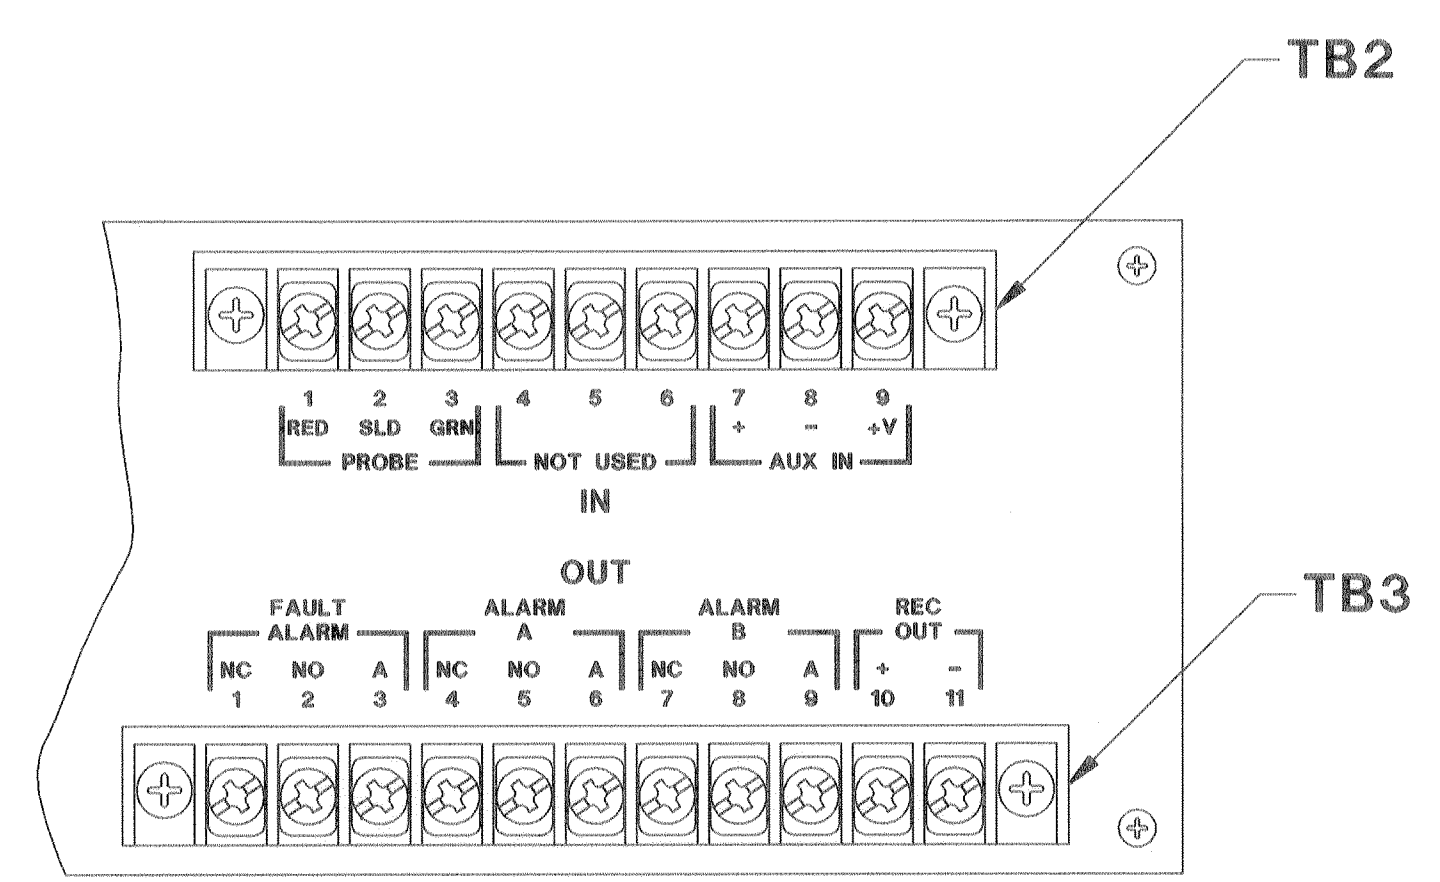 TB2
1 2 3 4 5 6 7 8 9
RED SLD GRN + - +V
PROBE NOT USED AUX IN
IN
OUT
TB3
FAULT ALARM ALARM REC
ALARM A B OUT
NC NO A NC NO A NC NO A + -
1 2 3 4 5 6 7 8 9 10 11